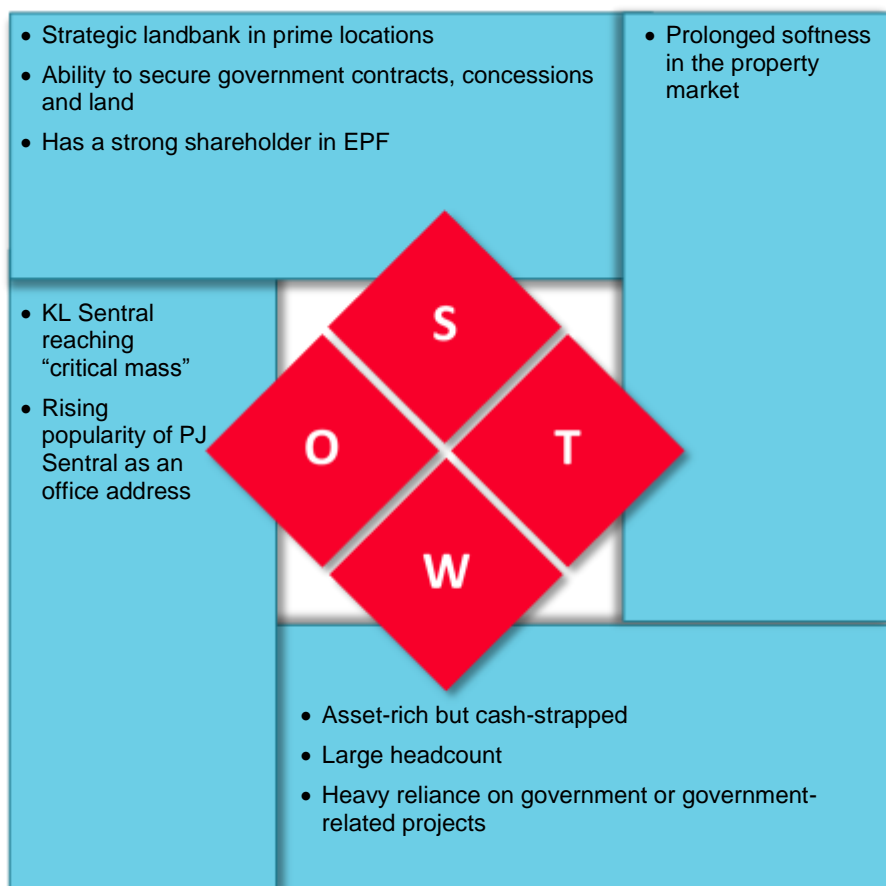 • Strategic landbank in prime locations
• Ability to secure government contracts, concessions
and land
• Has a strong shareholder in EPF
• Prolonged softness
in the property
market
• KL Sentral
reaching
“critical mass”
• Rising
popularity of PJ
Sentral as an
office address
S
O
T
W
• Asset-rich but cash-strapped
• Large headcount
• Heavy reliance on government or government-
related projects